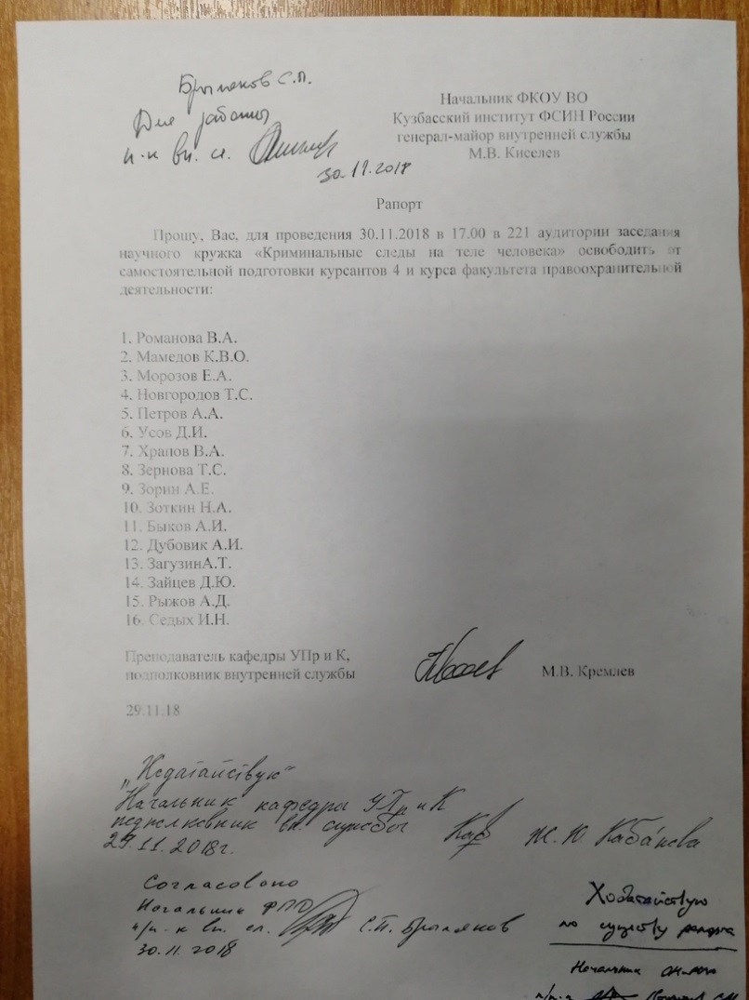 Брыляков С.П.
Для работы
п-к вн. сл.
30.11.2018
Начальник ФКОУ ВО
Кузбасский институт ФСИН России
генерал-майор внутренней службы
М.В. Киселев
Рапорт
Прошу, Вас, для проведения 30.11.2018 в 17.00 в 221 аудитории заседания
научного кружка «Криминальные следы на теле человека» освободить от
самостоятельной подготовки курсантов 4 и курса факультета правоохранительной
деятельности:
1. Романова В.А.
2. Мамедов К.В.О.
3. Морозов Е.А.
4. Новгородов Т.С.
5. Петров А.А.
6. Усов Д.И.
7. Храпов В.А.
8. Зернова Т.С.
9. Зорин А.Е.
10. Зоткин Н.А.
11. Быков А.И.
12. Дубовик А.И.
13. ЗагузинА.Т.
14. Зайцев Д.Ю.
15. Рыжов А.Д.
16. Седых И.Н.
Преподаватель кафедры УПр и К,
подполковник внутренней службы М.В. Кремлев
29.11.18
„Ходатайствую"
Начальник кафедры УПр и К
подполковник вн. службы Ж.Ю. Кабанова
29.11.2018г.
Согласовано
Начальник ФПД
п/п-к вн. сл. С.П. Брыляков
30.11.2018
Ходатайствую
по существу рапорта
Начальник
п/п-к